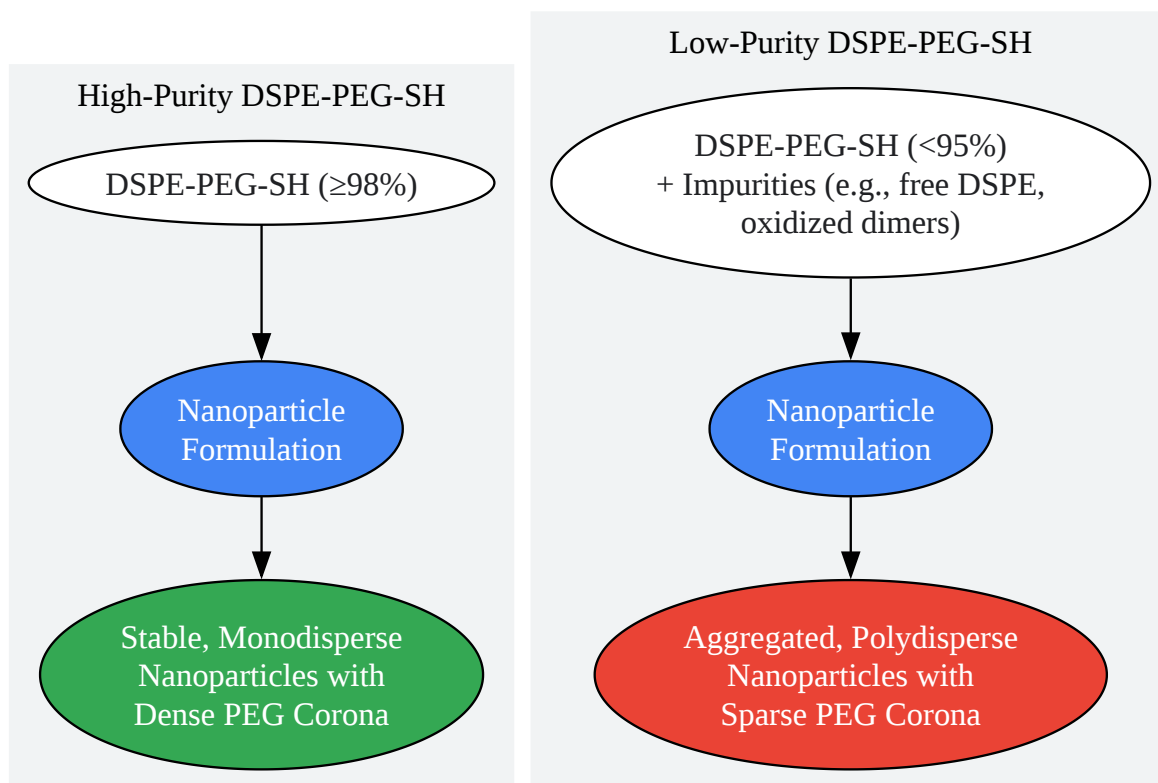 High-Purity DSPE-PEG-SH
DSPE-PEG-SH (≥98%)
Nanoparticle
Formulation
Stable, Monodisperse
Nanoparticles with
Dense PEG Corona
Low-Purity DSPE-PEG-SH
DSPE-PEG-SH (<95%)
+ Impurities (e.g., free DSPE,
oxidized dimers)
Nanoparticle
Formulation
Aggregated, Polydisperse
Nanoparticles with
Sparse PEG Corona